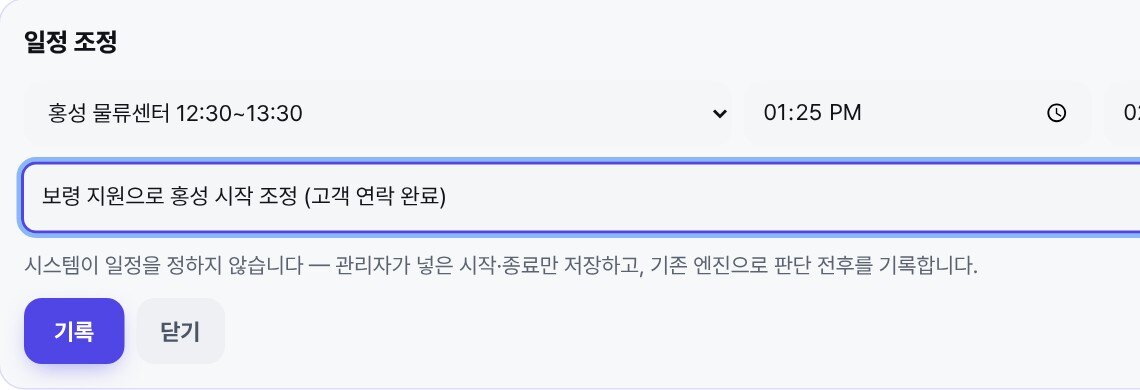 일정 조정
홍성 물류센터 12:30~13:30 01:25 PM 02
보령 지원으로 홍성 시작 조정 (고객 연락 완료)
시스템이 일정을 정하지 않습니다 — 관리자가 넣은 시작·종료만 저장하고, 기존 엔진으로 판단 전후를 기록합니다.
기록 닫기